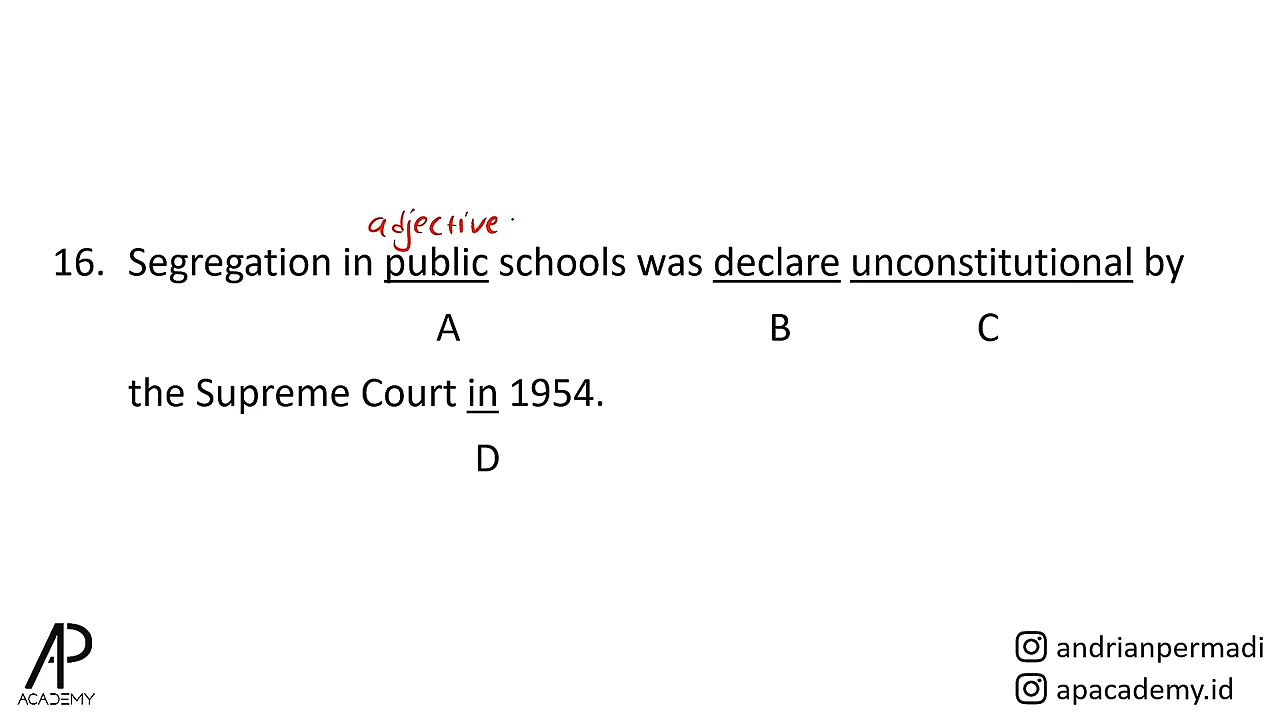 adjective
16. Segregation in public schools was declare unconstitutional by
A B C
the Supreme Court in 1954.
D
AP
ACADEMY
andrianpermadi
apacademy.id